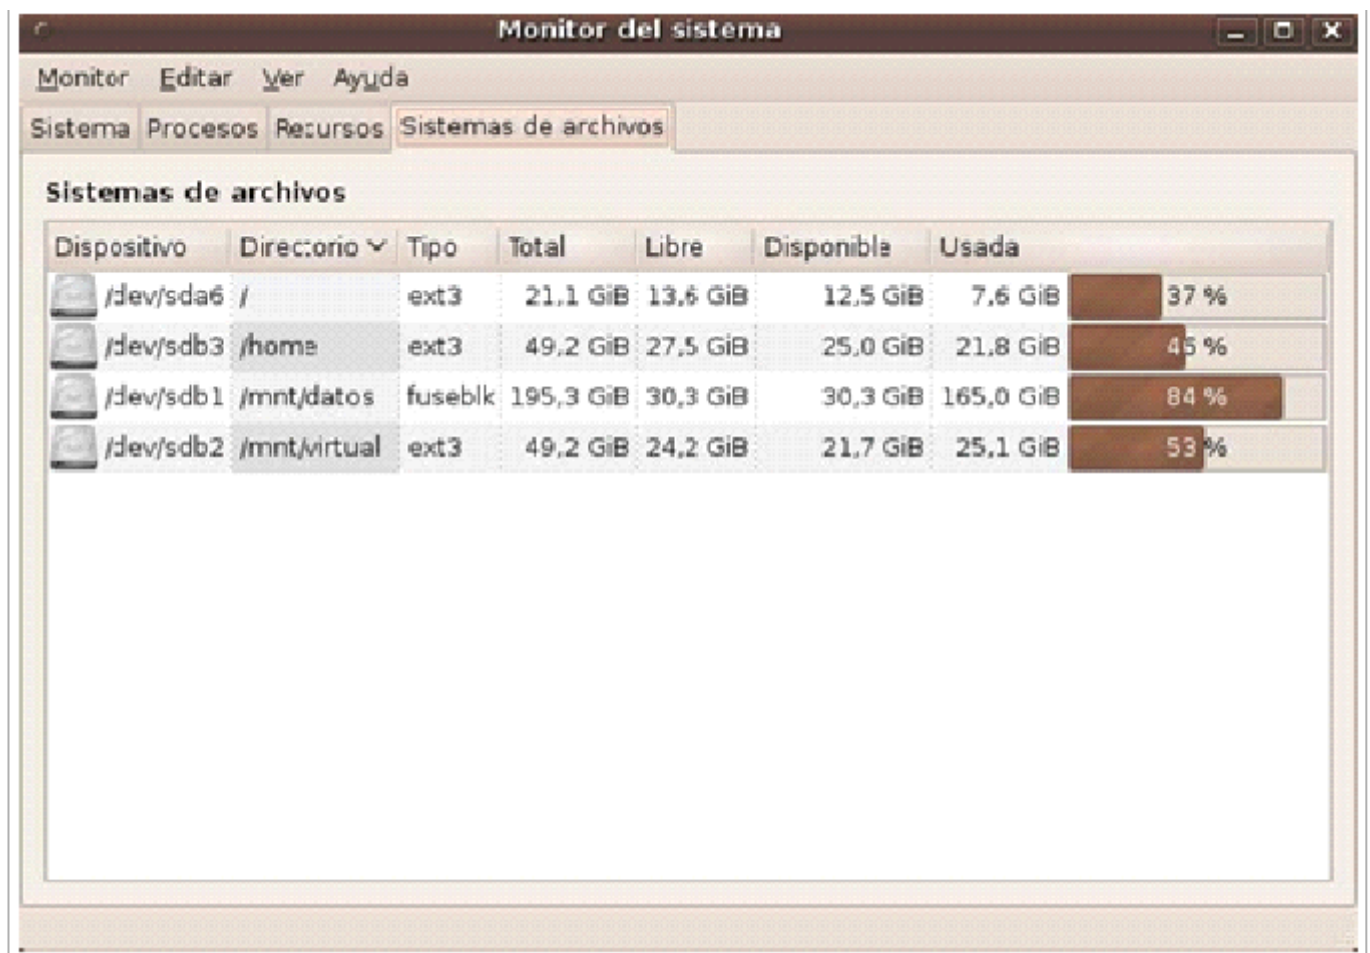 Monitor del sistema
Monitor Editar Ver Ayuda
Sistema Procesos Recursos Sistemas de archivos
Sistemas de archivos
Dispositivo Directorio Tipo Total Libre Disponible Usada
/dev/sda6 / ext3 21,1 GiB 13,6 GiB 12,5 GiB 7,6 GiB 37 %
/dev/sdb3 /home ext3 49,2 GiB 27,5 GiB 25,0 GiB 21,8 GiB 46 %
/dev/sdb1 /mnt/datos fuseblk 195,3 GiB 30,3 GiB 30,3 GiB 165,0 GiB 84 %
/dev/sdb2 /mnt/virtual ext3 49,2 GiB 24,2 GiB 21,7 GiB 25,1 GiB 53 %